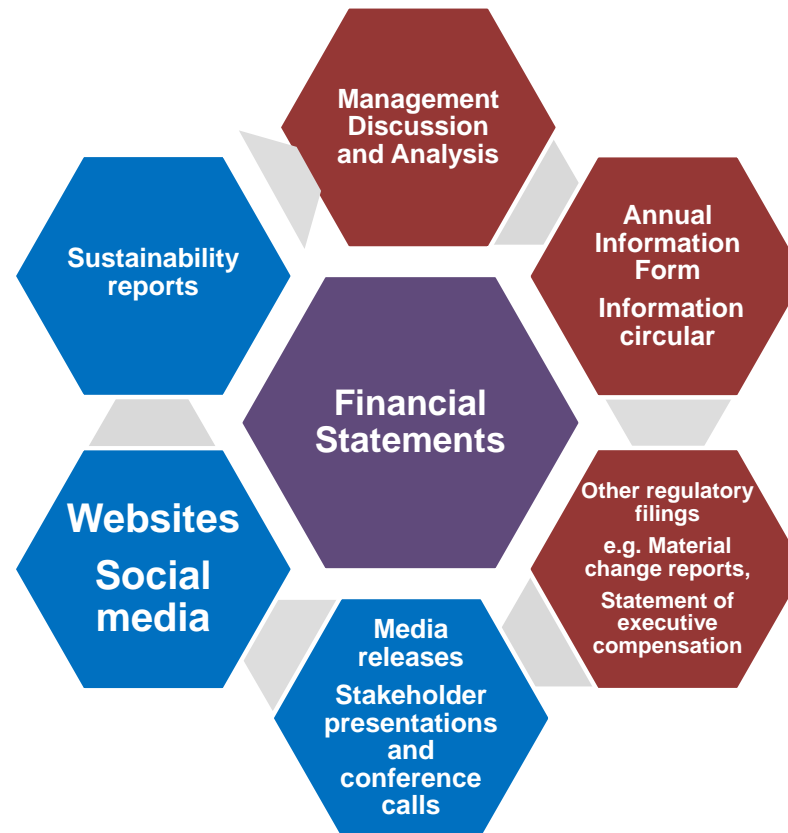 Management
Discussion
and Analysis
Annual
Information
Form
Information
circular
Sustainability
reports
Financial
Statements
Other regulatory
filings
e.g. Material
change reports,
Statement of
executive
compensation
Websites
Social
media
Media
releases
Stakeholder
presentations
and
conference
calls